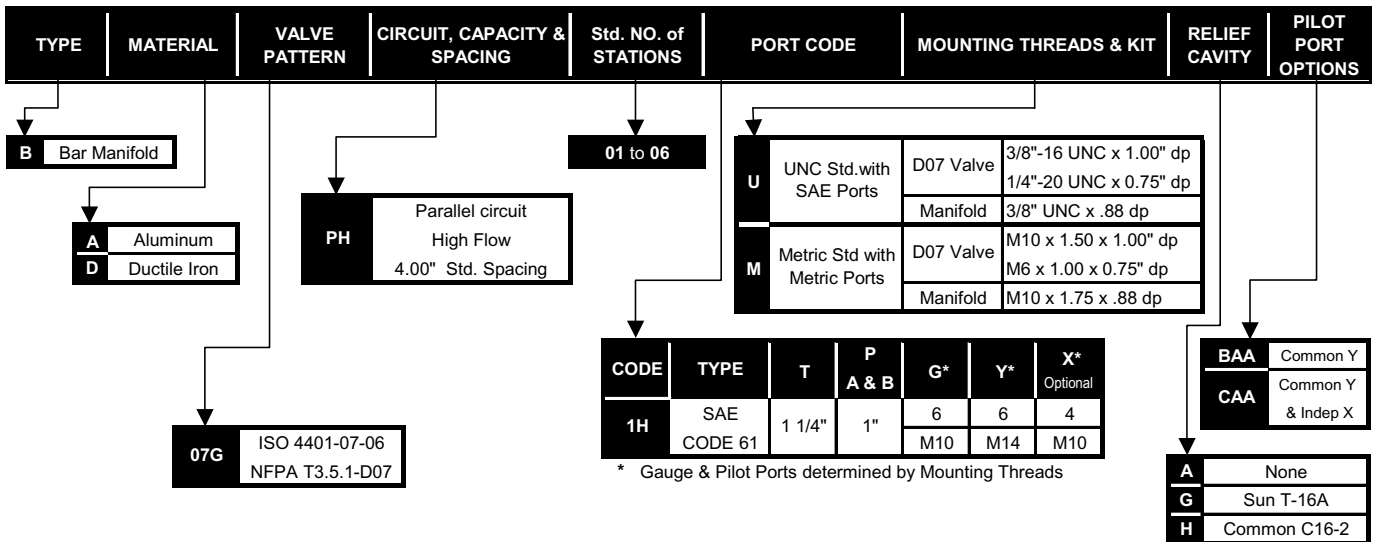 TYPE
MATERIAL
VALVE
PATTERN
CIRCUIT, CAPACITY &
SPACING
Std. NO. of
STATIONS
PORT CODE
MOUNTING THREADS & KIT
RELIEF
CAVITY
PILOT
PORT
OPTIONS
B Bar Manifold
A Aluminum
D Ductile Iron
07G
ISO 4401-07-06
NFPA T3.5.1-D07
PH
Parallel circuit
High Flow
4.00" Std. Spacing
01 to 06
U
UNC Std.with
SAE Ports
D07 Valve
3/8"-16 UNC x 1.00" dp
1/4"-20 UNC x 0.75" dp
Manifold 3/8" UNC x .88 dp
M
Metric Std with
Metric Ports
D07 Valve
M10 x 1.50 x 1.00" dp
M6 x 1.00 x 0.75" dp
Manifold M10 x 1.75 x .88 dp
CODE TYPE T
P
A & B
G* Y*
X*
Optional
1H
SAE
CODE 61
1 1/4" 1"
6 6 4
M10 M14 M10
* Gauge & Pilot Ports determined by Mounting Threads
BAA Common Y
CAA
Common Y
& Indep X
A None
G Sun T-16A
H Common C16-2